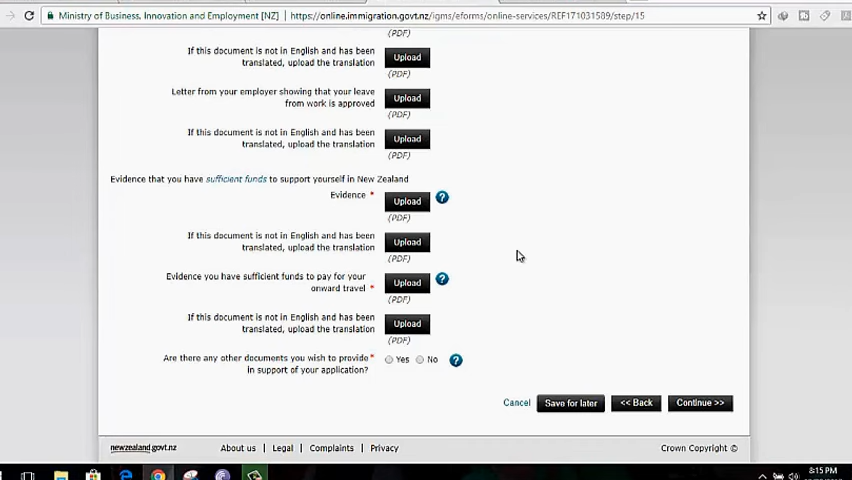 Ministry of Business, Innovation and Employment [NZ]
https://online.immigration.govt.nz/igms/eforms/online-services/REF171031589/step/15
(PDF)
If this document is not in English and has been
translated, upload the translation
Upload
(PDF)
Letter from your employer showing that your leave
from work is approved
Upload
(PDF)
If this document is not in English and has been
translated, upload the translation
Upload
(PDF)
Evidence that you have sufficient funds to support yourself in New Zealand
Evidence *
Upload
?
(PDF)
If this document is not in English and has been
translated, upload the translation
Upload
(PDF)
Evidence you have sufficient funds to pay for your
onward travel *
Upload
?
(PDF)
If this document is not in English and has been
translated, upload the translation
Upload
(PDF)
Are there any other documents you wish to provide *
in support of your application?
Yes No ?
Cancel Save for later << Back Continue >>
newzealand.govt.nz About us | Legal | Complaints | Privacy Crown Copyright ©
8:15 PM